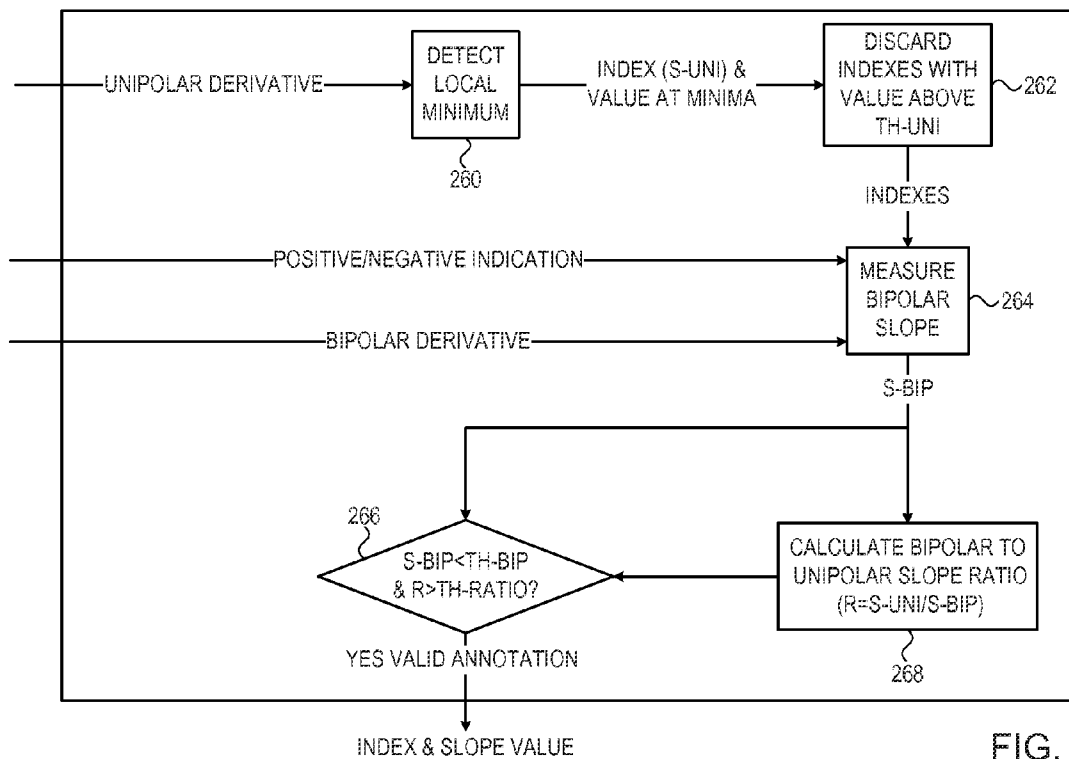 UNIPOLAR DERIVATIVE
DETECT
LOCAL
MINIMUM
260
INDEX (S-UNI) &
VALUE AT MINIMA
DISCARD
INDEXES WITH
VALUE ABOVE
TH-UNI
262
INDEXES
POSITIVE/NEGATIVE INDICATION
MEASURE
BIPOLAR
SLOPE
264
BIPOLAR DERIVATIVE
S-BIP
266
S-BIP<TH-BIP
& R>TH-RATIO?
CALCULATE BIPOLAR TO
UNIPOLAR SLOPE RATIO
(R=S-UNI/S-BIP)
268
YES VALID ANNOTATION
INDEX & SLOPE VALUE
FIG.